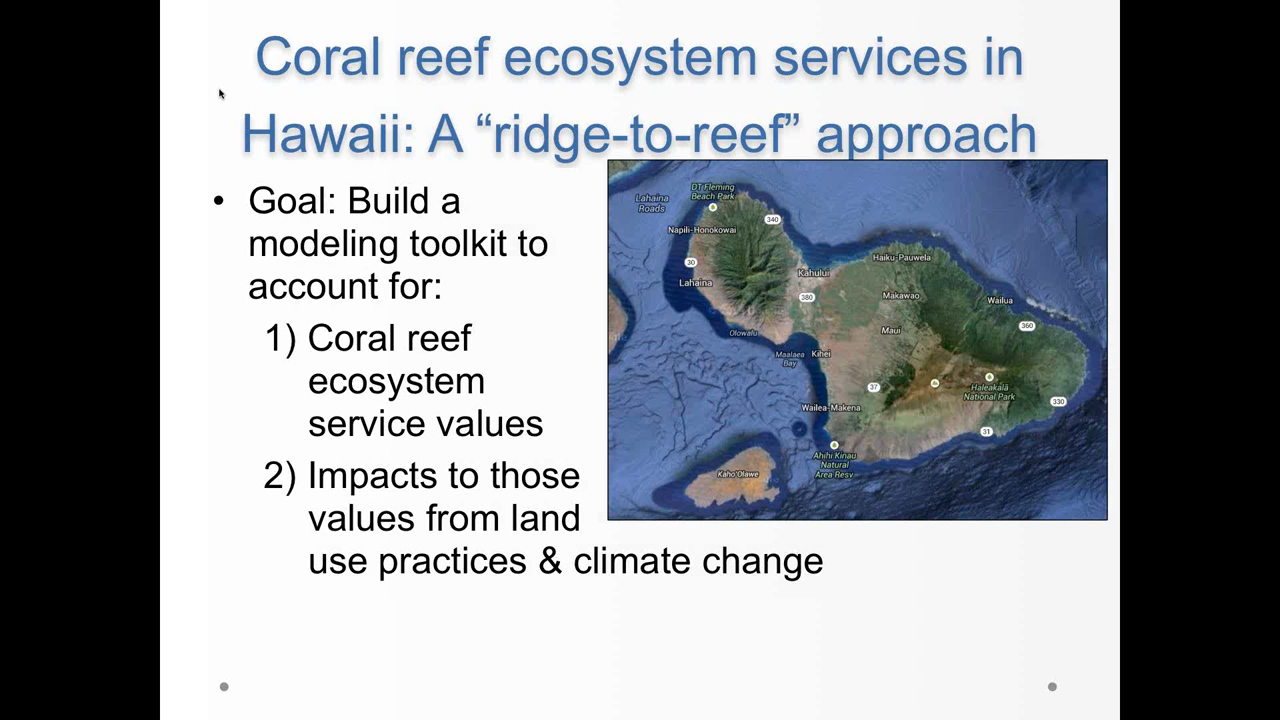 Coral reef ecosystem services in
Hawaii: A “ridge-to-reef” approach
• Goal: Build a
modeling toolkit to
account for:
1) Coral reef
ecosystem
service values
2) Impacts to those
values from land
use practices & climate change
DT Fleming
Beach Park
Lahaina
Roads
340
Napili-Honokowai
30
Lahaina
Kahului
380
Haiku-Pauwela
Makawao
Wailua
360
Olowalu
Maui
Maalaea
Bay
Kihei
37
Haleakalā
National Park
330
Wailea-Makena
31
Ahihi Kinau
Natural
Area Resv
Kaho'Olawe